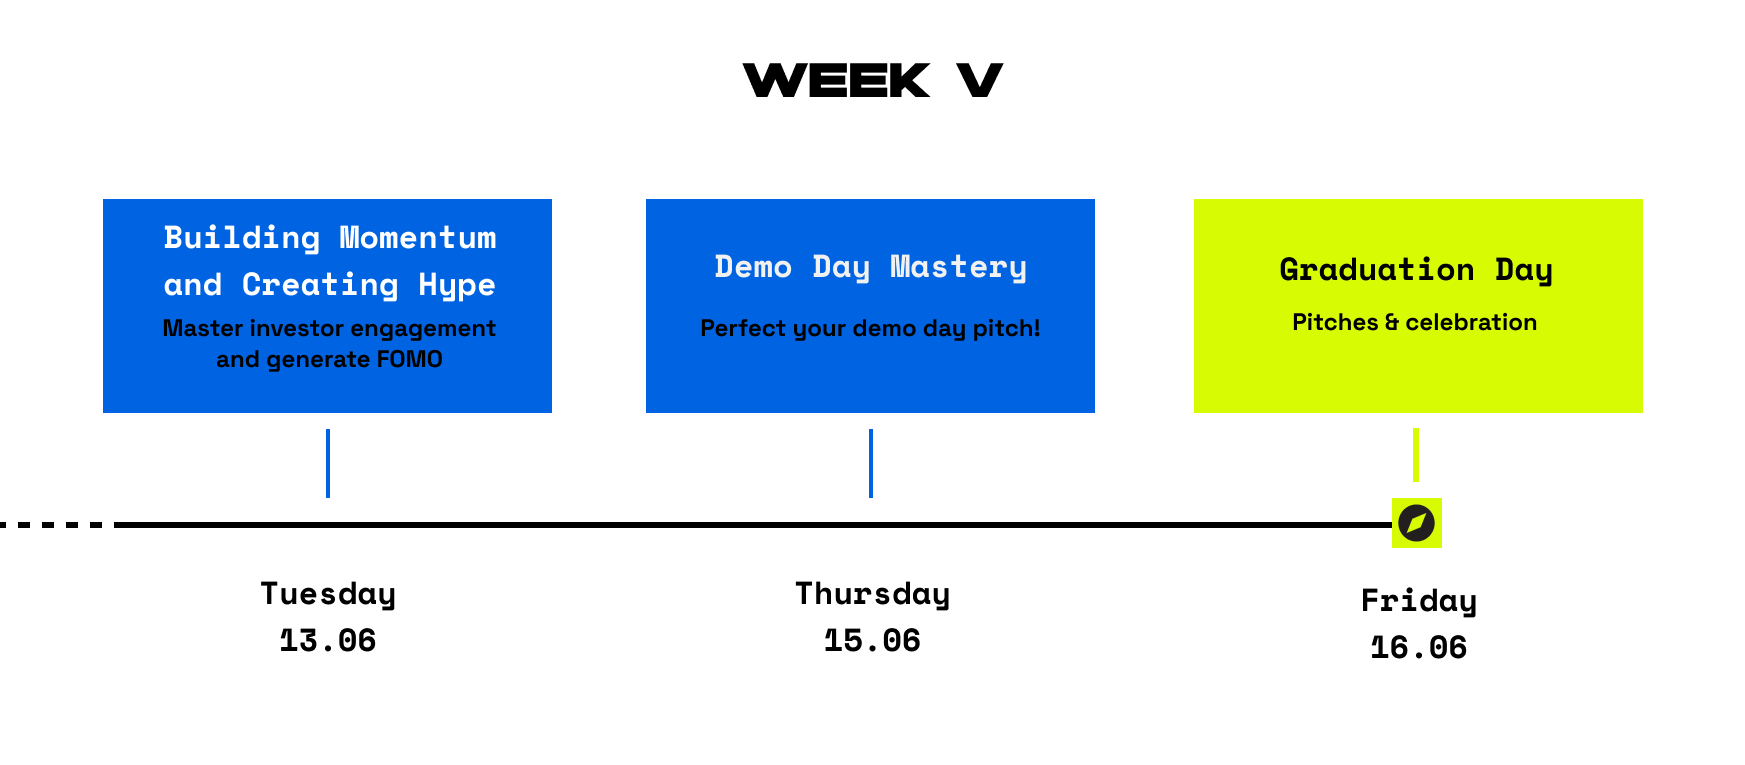 WEEK V
Building Momentum
and Creating Hype
Master investor engagement
and generate FOMO
Demo Day Mastery
Perfect your demo day pitch!
Graduation Day
Pitches & celebration
Tuesday
13.06
Thursday
15.06
Friday
16.06